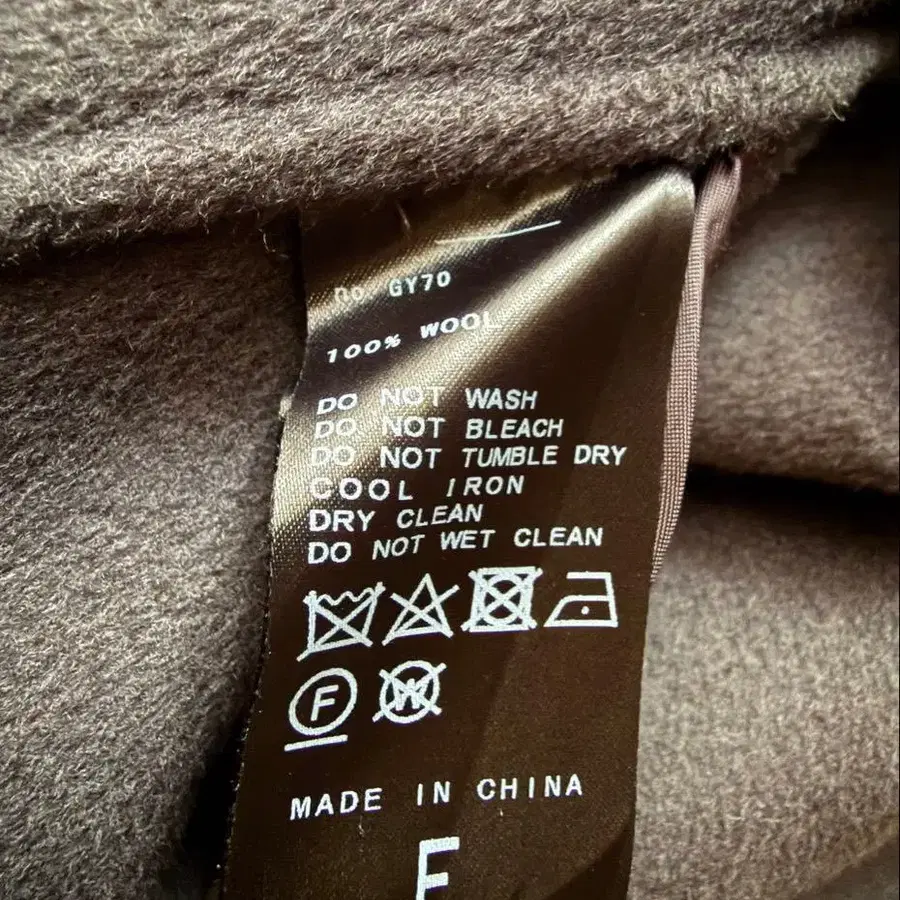 GY70
100% WOOL
DO NOT WASH
DO NOT BLEACH
DO NOT TUMBLE DRY
COOL IRON
DRY CLEAN
DO NOT WET CLEAN
F W
MADE IN CHINA
F